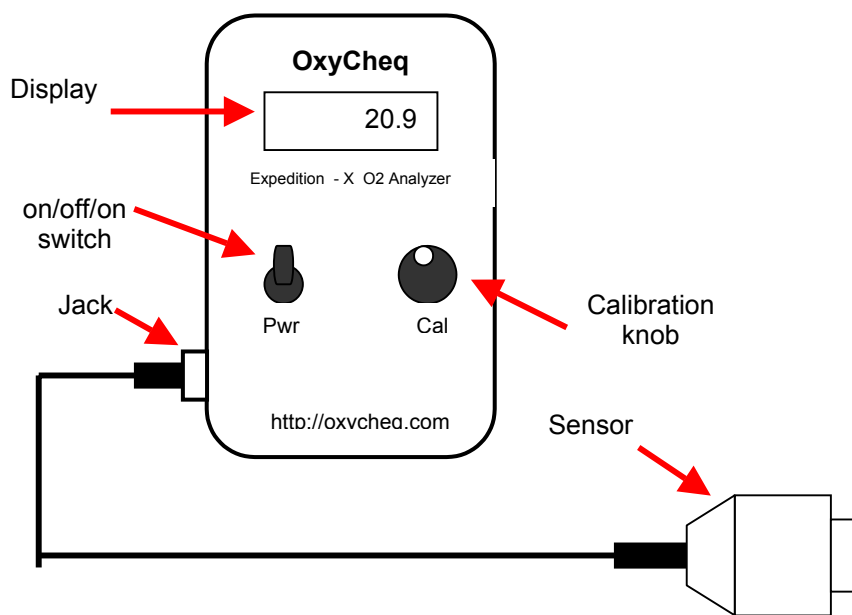 OxyCheq
Display
20.9
Expedition - X O2 Analyzer
on/off/on
switch
Jack
Pwr
Cal
Calibration
knob
http://oxycheq.com
Sensor